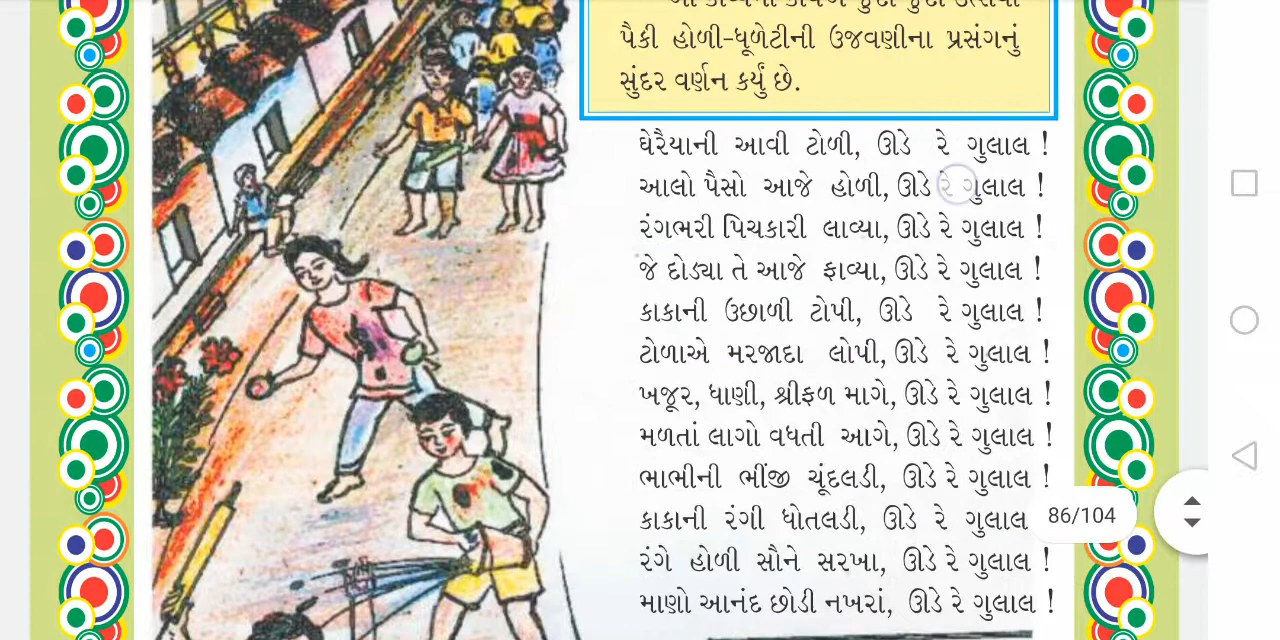 પૈકી હોળી-ધૂળેટીની ઉજવણીના પ્રસંગનું
સુંદર વર્ણન કર્યું છે.
ઘેરૈયાની આવી ટોળી, ઊડે રે ગુલાલ !
આલો પૈસો આજે હોળી, ઊડે રે ગુલાલ !
રંગભરી પિચકારી લાવ્યા, ઊડે રે ગુલાલ !
જે દોડ્યા તે આજે ફાવ્યા, ઊડે રે ગુલાલ !
કાકાની ઉછાળી ટોપી, ઊડે રે ગુલાલ !
ટોળાએ મરજાદા લોપી, ઊડે રે ગુલાલ !
ખજૂર, ધાણી, શ્રીફળ માગે, ઊડે રે ગુલાલ !
મળતાં લાગો વધતી આગે, ઊડે રે ગુલાલ !
ભાભીની ભીંજી ચૂંદલડી, ઊડે રે ગુલાલ !
કાકાની રંગી ધોતલડી, ઊડે રે ગુલાલ
86/104
રંગે હોળી સૌને સરખા, ઊડે રે ગુલાલ !
માણો આનંદ છોડી નખરાં, ઊડે રે ગુલાલ !